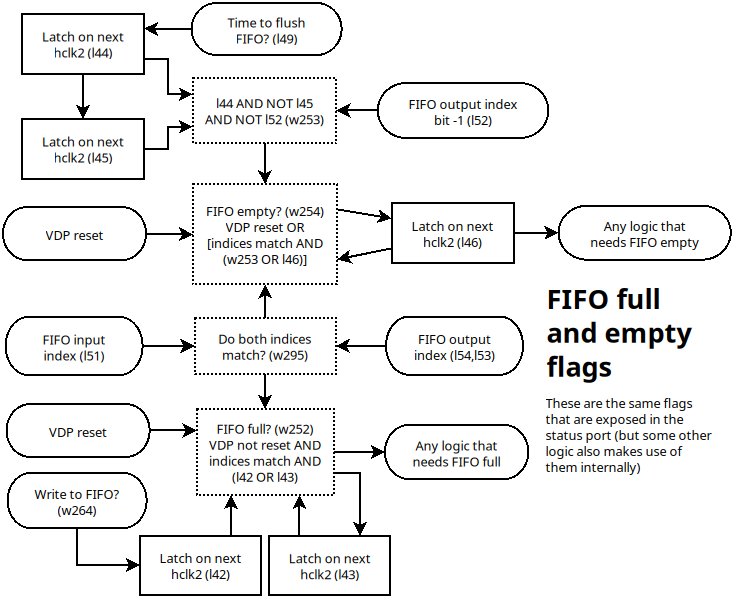 Time to flush
FIFO? (l49)
Latch on next
hclk2 (l44)
l44 AND NOT l45
AND NOT l52 (w253)
FIFO output index
bit -1 (l52)
Latch on next
hclk2 (l45)
FIFO empty? (w254)
VDP reset OR
[indices match AND
(w253 OR l46)]
VDP reset
Latch on next
hclk2 (l46)
Any logic that
needs FIFO empty
FIFO full
and empty
flags
FIFO input
index (l51)
Do both indices
match? (w295)
FIFO output
index (l54,l53)
These are the same flags
that are exposed in the
status port (but some other
logic also makes use of
them internally)
VDP reset
FIFO full? (w252)
VDP not reset AND
indices match AND
(l42 OR l43)
Any logic that
needs FIFO full
Write to FIFO?
(w264)
Latch on next
hclk2 (l42)
Latch on next
hclk2 (l43)